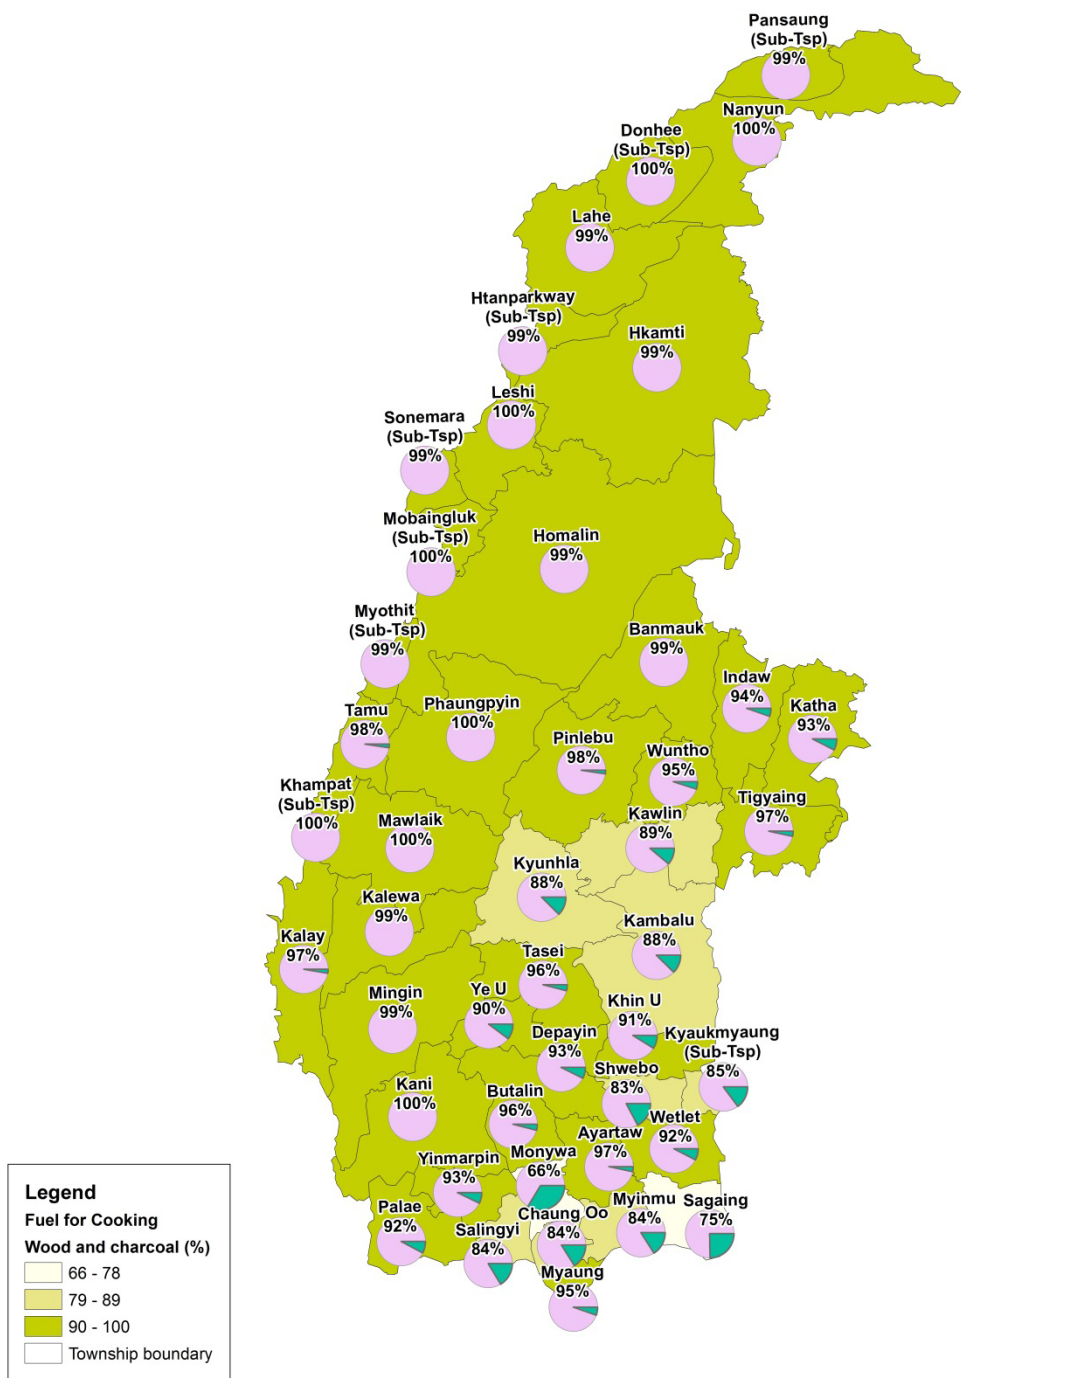 Pansaung
(Sub-Tsp)
99%
Nanyun
100%
Donhee
(Sub-Tsp)
100%
Lahe
99%
Htanparkway
(Sub-Tsp)
99%
Hkamti
99%
Leshi
100%
Sonemara
(Sub-Tsp)
99%
Mobaingluk
(Sub-Tsp)
100%
Homalin
99%
Myothit
(Sub-Tsp)
99%
Banmauk
99%
Indaw
94%
Katha
93%
Tamu
98%
Phaungpyin
100%
Pinlebu
98%
Wuntho
95%
Khampat
(Sub-Tsp)
100%
Mawlaik
100%
Kawlin
89%
Tigyaing
97%
Kyunhla
88%
Kalewa
99%
Kambalu
88%
Kalay
97%
Tasei
96%
Mingin
99%
Ye U
90%
Khin U
91%
Depayin
93%
Kyaukmyaung
(Sub-Tsp)
85%
Kani
100%
Butalin
96%
Shwebo
83%
Wetlet
92%
Ayartaw
97%
Monywa
66%
Yinmarpin
93%
Palae
92%
Salingyi
84%
Chaung Oo
84%
Myinmu
84%
Sagaing
75%
Myaung
95%
Legend
Fuel for Cooking
Wood and charcoal (%)
66 - 78
79 - 89
90 - 100
Township boundary